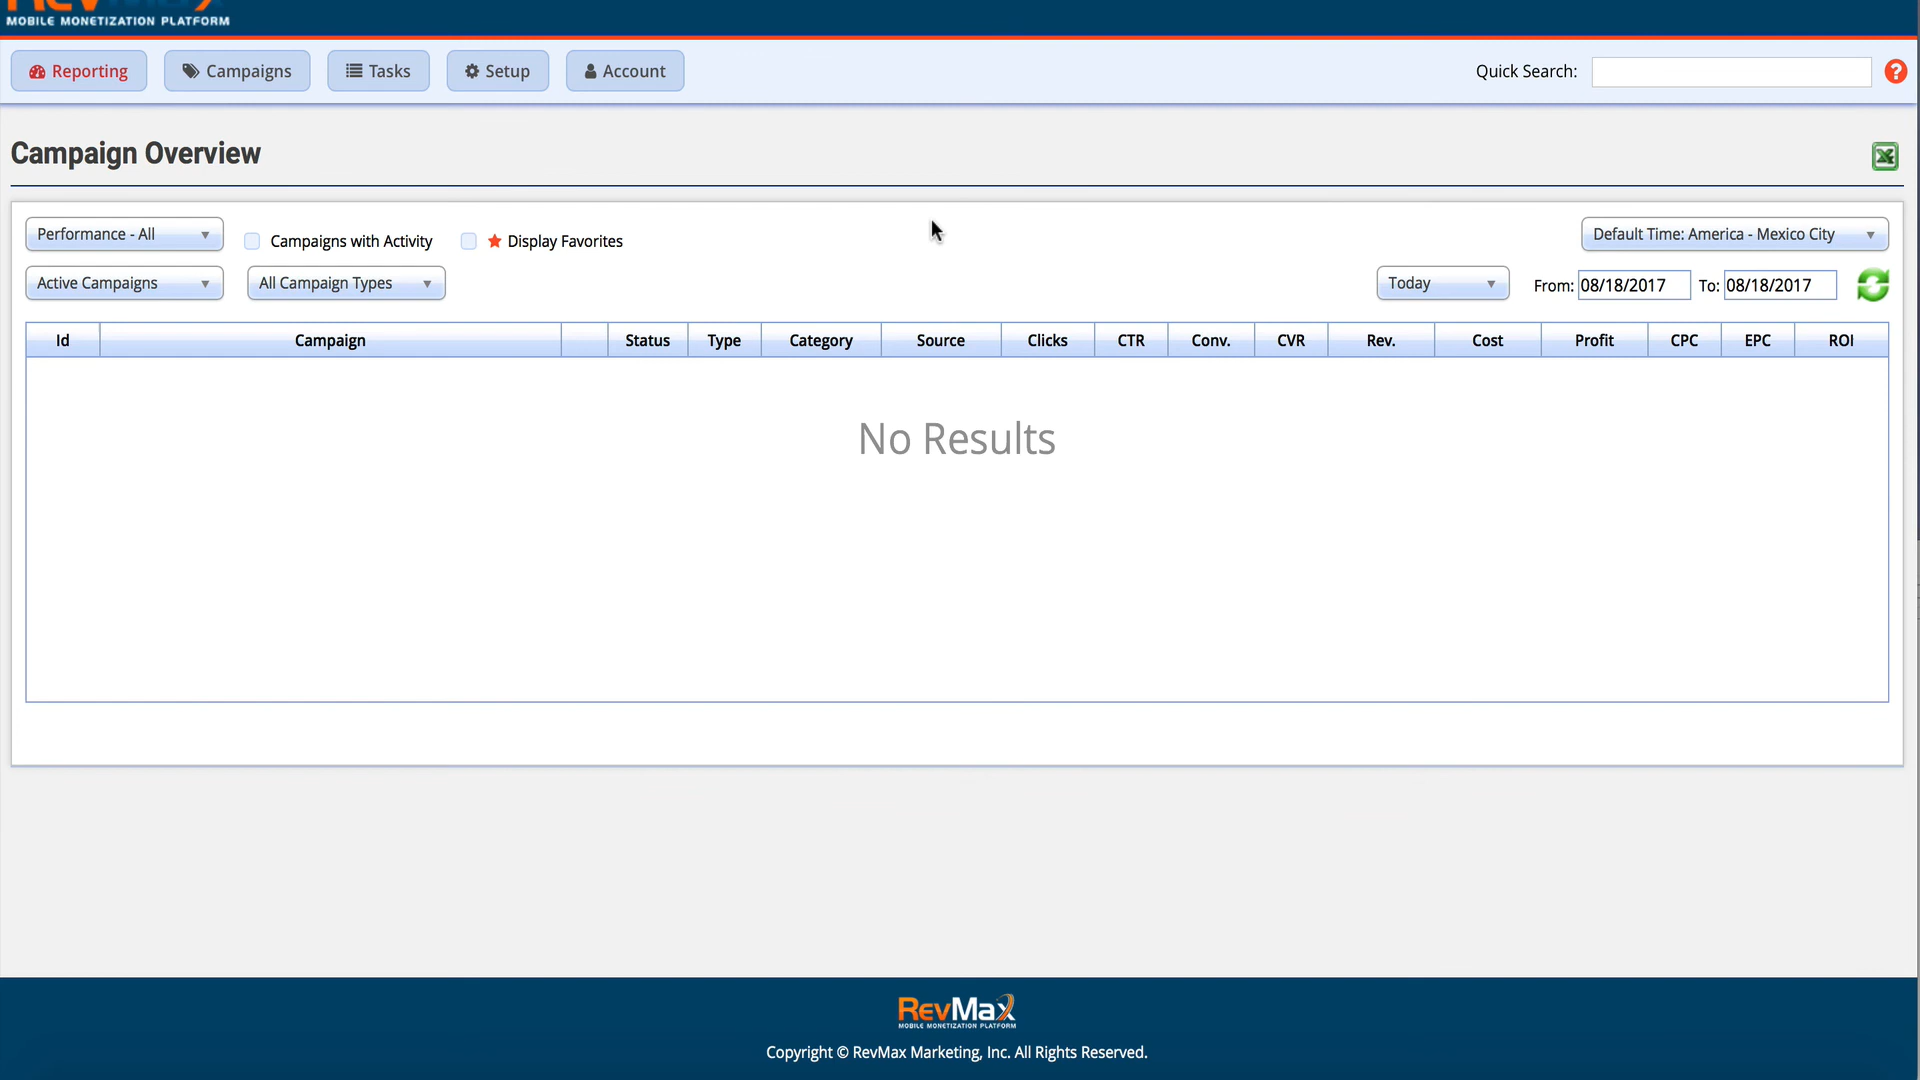 RevMax
MOBILE MONETIZATION PLATFORM
Reporting
Campaigns
Tasks
Setup
Account
Quick Search:
?
Campaign Overview
Performance - All
Campaigns with Activity
Display Favorites
Default Time: America - Mexico City
Active Campaigns
All Campaign Types
Today
From: 08/18/2017
To: 08/18/2017
Id
Campaign
Status
Type
Category
Source
Clicks
CTR
Conv.
CVR
Rev.
Cost
Profit
CPC
EPC
ROI
No Results
RevMax
MOBILE MONETIZATION PLATFORM
Copyright © RevMax Marketing, Inc. All Rights Reserved.